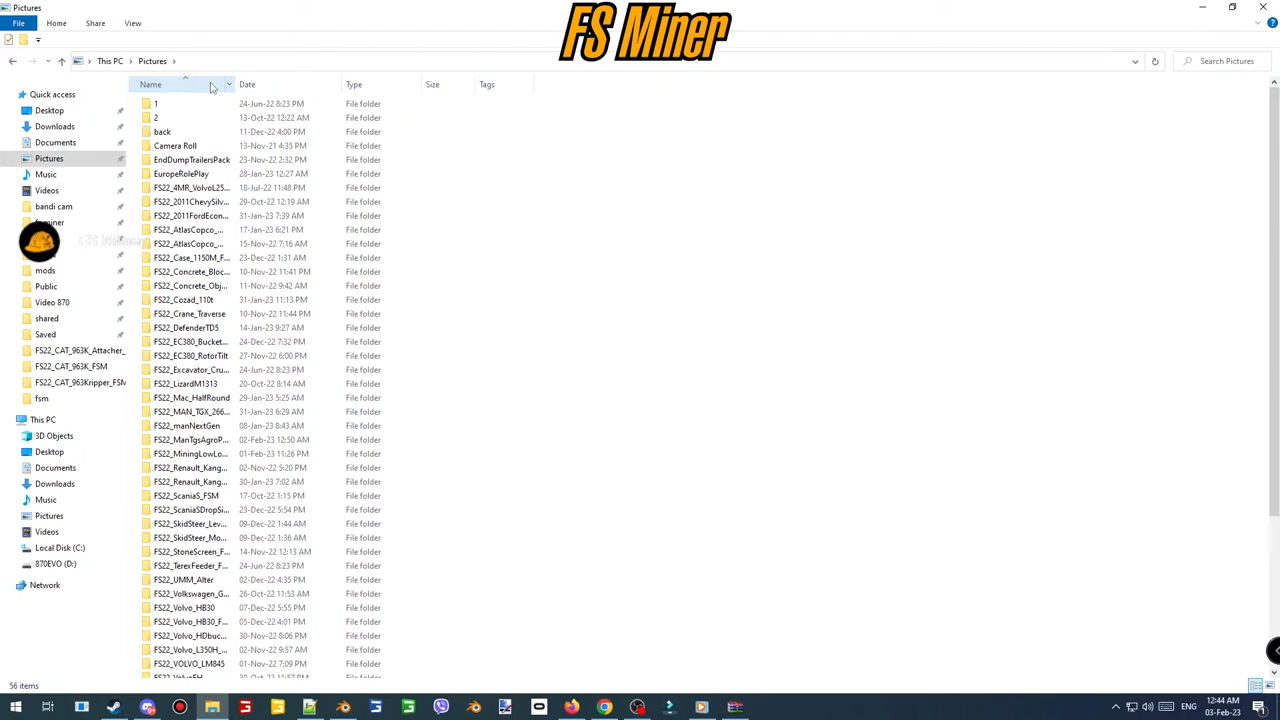 Pictures
FS Miner
File Home Share View
This PC Pictures
Search Pictures
Name Date Type Size Tags
Quick access
Desktop
Downloads
Documents
Pictures
Music
Videos
bandi cam
mods
Public
Video 870
shared
Saved
FS22_CAT_963K_Attacher_
FS22_CAT_963K_FSM
FS22_CAT_963Kripper_FSM
fsm
This PC
3D Objects
Desktop
Documents
Downloads
Music
Pictures
Videos
Local Disk (C:)
870EVO (D:)
Network
1 24-Jun-22 8:23 PM File folder
2 13-Oct-22 12:22 AM File folder
back 11-Dec-22 4:00 PM File folder
Camera Roll 13-Nov-21 4:35 PM File folder
EndDumpTrailersPack 23-Nov-22 2:32 PM File folder
EuropeRolePlay 28-Jan-23 12:27 AM File folder
FS22_4MR_VolvoL25... 18-Jul-22 11:48 PM File folder
FS22_2011ChevySilv... 29-Oct-22 12:19 AM File folder
FS22_2011FordEcon... 31-Jan-23 7:39 AM File folder
FS22_AtlasCopco_... 17-Jan-23 6:21 PM File folder
FS22_AtlasCopco_... 15-Nov-22 7:16 AM File folder
FS22_Case_1150M_F... 23-Dec-22 1:31 AM File folder
FS22_Concrete_Bloc... 10-Nov-22 11:41 PM File folder
FS22_Concrete_Obj... 11-Nov-22 9:42 AM File folder
FS22_Cozad_110t 31-Jan-23 11:13 PM File folder
FS22_Crane_Traverse 10-Nov-22 11:44 PM File folder
FS22_DefenderTD5 14-Jan-23 9:27 AM File folder
FS22_EC380_Bucket... 24-Dec-22 7:32 PM File folder
FS22_EC380_RotorTilt 27-Nov-22 6:00 PM File folder
FS22_Excavator_Cru... 24-Jun-22 8:23 PM File folder
FS22_LizardM1313 20-Oct-22 8:14 AM File folder
FS22_Mac_HalfRound 29-Jan-23 5:25 AM File folder
FS22_MAN_TGX_266... 31-Jan-23 6:29 AM File folder
FS22_manNextGen 08-Jan-23 8:43 AM File folder
FS22_ManTgsAgroP... 02-Feb-23 12:50 AM File folder
FS22_MiningLowLo... 01-Feb-23 11:26 PM File folder
FS22_Renault_Kang... 02-Nov-22 5:20 PM File folder
FS22_Renault_Kang... 30-Jan-23 7:02 AM File folder
FS22_ScaniaS_FSM 17-Oct-22 1:15 PM File folder
FS22_ScaniaSDropSi... 23-Dec-22 5:54 PM File folder
FS22_SkidSteer_Lev... 09-Dec-22 1:44 AM File folder
FS22_SkidSteer_Mo... 09-Dec-22 1:36 AM File folder
FS22_StoneScreen_F... 14-Nov-22 12:13 AM File folder
FS22_TerexFeeder_F... 24-Jun-22 8:23 PM File folder
FS22_UMM_Alter 02-Dec-22 4:35 PM File folder
FS22_Volkswagen_G... 26-Oct-22 11:53 AM File folder
FS22_Volvo_HB30 07-Dec-22 5:55 PM File folder
FS22_Volvo_HB30_F... 05-Dec-22 4:01 PM File folder
FS22_Volvo_HDbuc... 30-Nov-22 8:06 PM File folder
FS22_Volvo_L350H_... 02-Nov-22 9:57 AM File folder
FS22_VOLVO_LM845 01-Nov-22 7:09 PM File folder
56 items
12:44 AM
03-Feb-23